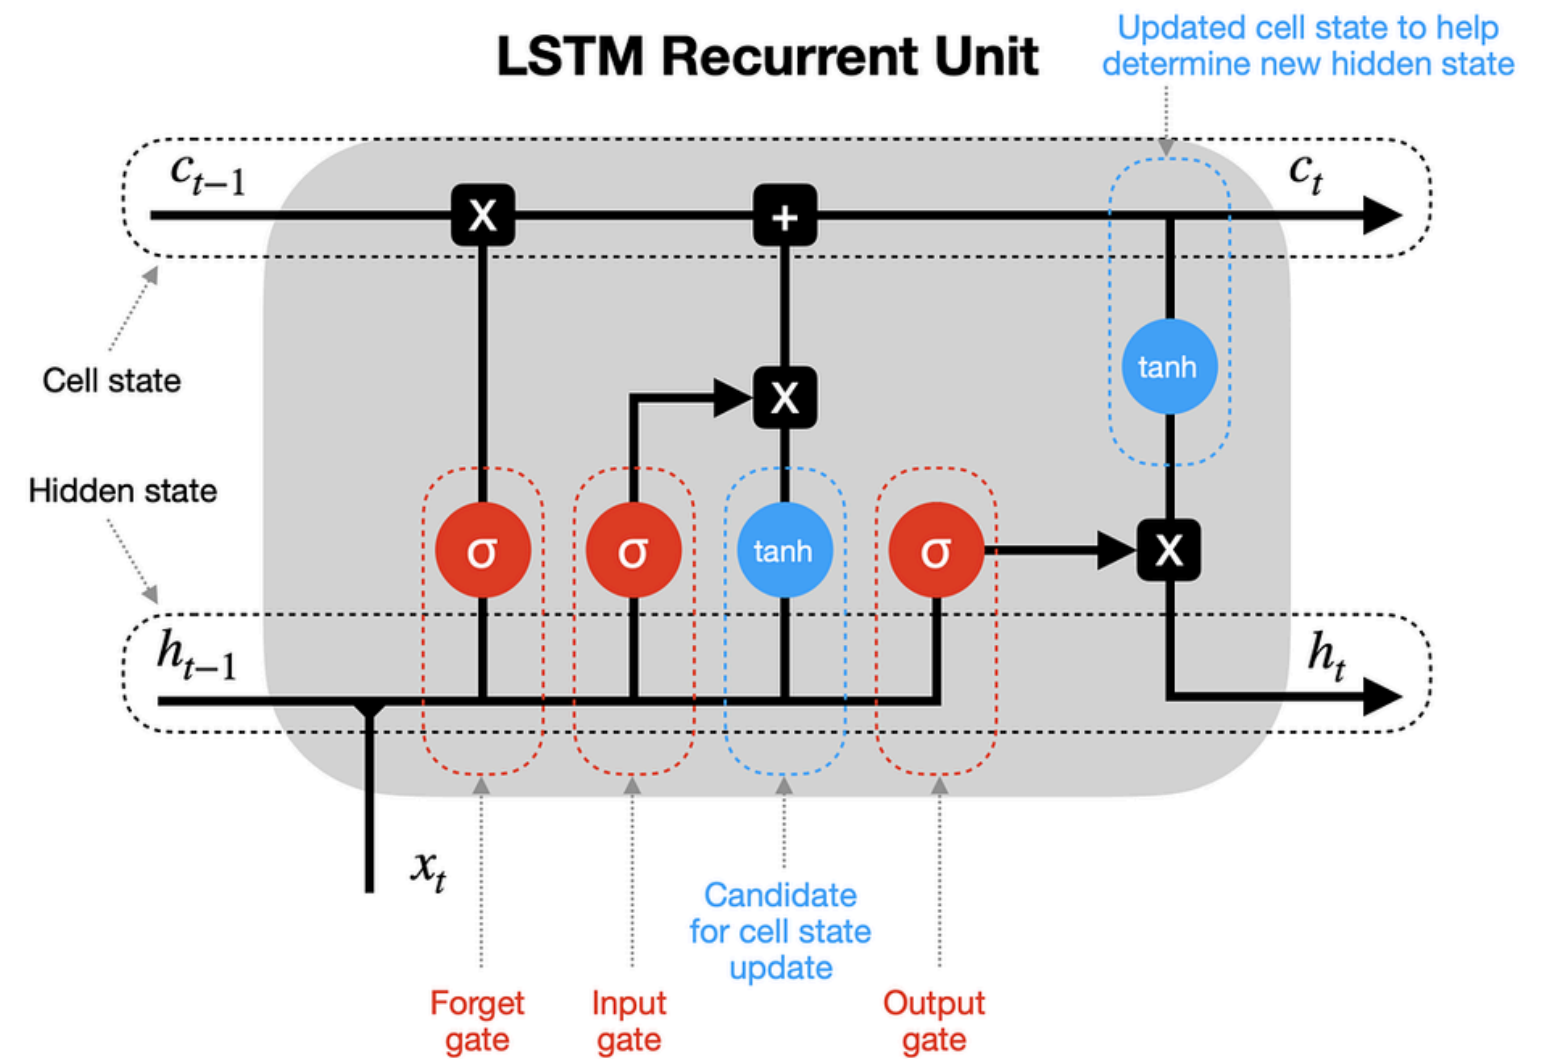 LSTM Recurrent Unit
Updated cell state to help
determine new hidden state
c_{t-1}
c_t
X
+
Cell state
tanh
X
Hidden state
σ
σ
tanh
σ
X
h_{t-1}
h_t
x_t
Candidate
for cell state
update
Forget
gate
Input
gate
Output
gate